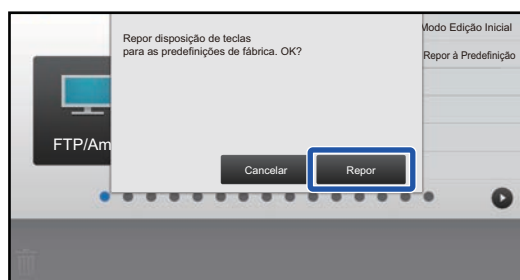 Repor disposição de teclas
para as predefinições de fábrica. OK?
Modo Edição Inicial
Repor à Predefinição
FTP/Am
Cancelar
Repor